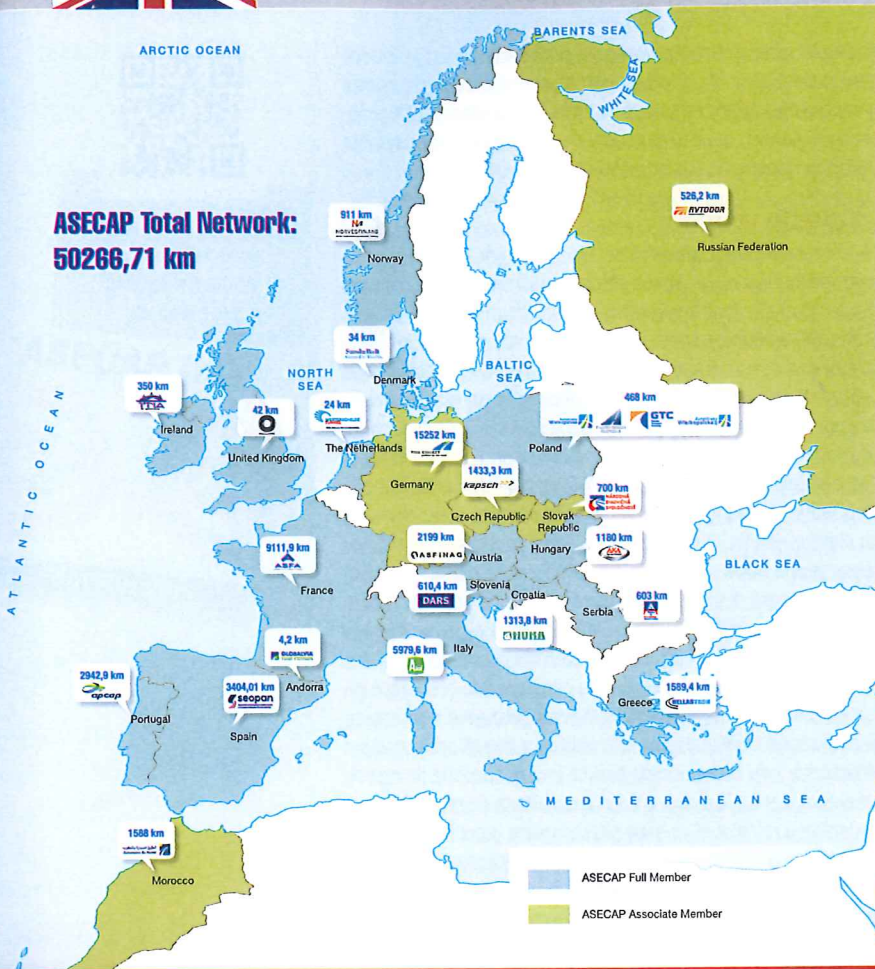 ARCTIC OCEAN
BARENTS SEA
WHITE SEA
ASECAP Total Network:
50266,71 km
911 km
Norway
526,2 km
Russian Federation
34 km
Denmark
NORTH
SEA
BALTIC
SEA
350 km
Ireland
42 km
United Kingdom
24 km
The Netherlands
468 km
GTC
Poland
15252 km
Germany
1433,3 km
kapsch >>>
Czech Republic
700 km
Slovak
Republic
ATLANTIC OCEAN
9111,9 km
ASFA
France
2199 km
ASFINAG
Austria
Hungary
1180 km
BLACK SEA
610,4 km
DARS
Slovenia
Croatia
1313,8 km
HUKA
Serbia
603 km
4,2 km
GLOBALVIA
Andorra
5979,6 km
Italy
2942,9 km
apcap
Portugal
3404,01 km
seopan
Spain
Greece
1589,4 km
HELLASTRON
MEDITERRANEAN SEA
1588 km
Morocco
ASECAP Full Member
ASECAP Associate Member